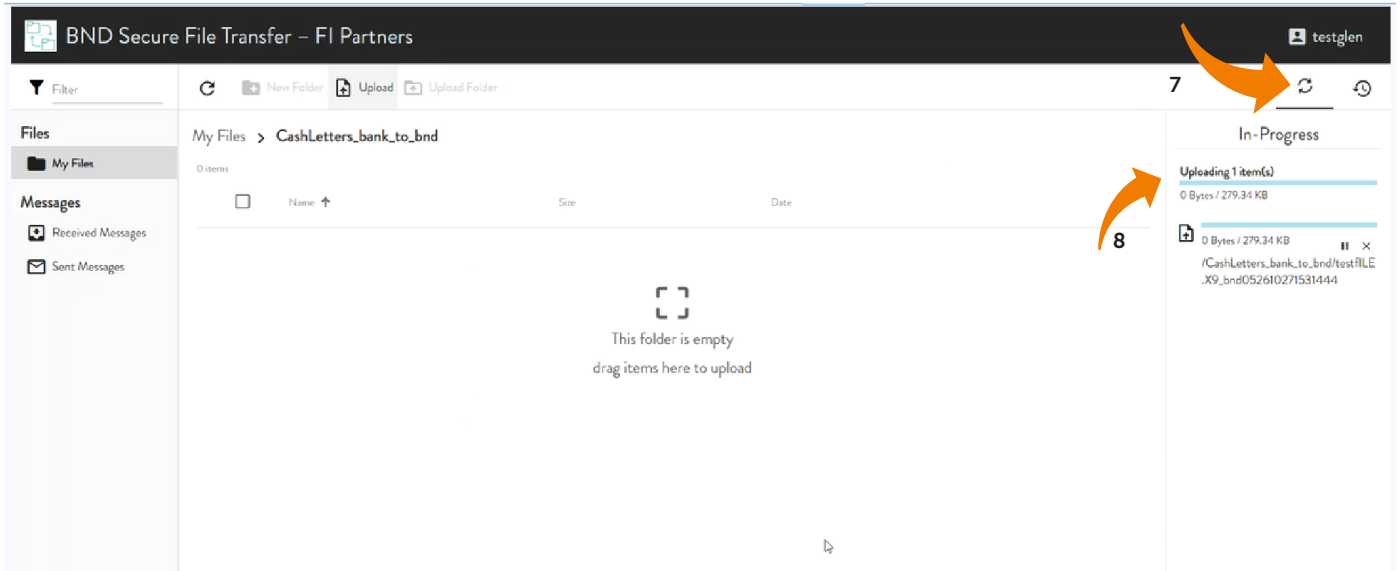 BND Secure File Transfer – FI Partners
testglen
Filter
New Folder
Upload
Upload Folder
7
Files
My Files
Messages
Received Messages
Sent Messages
My Files > CashLetters_bank_to_bnd
0 items
Name
Size
Date
This folder is empty
drag items here to upload
In-Progress
Uploading 1 item(s)
0 Bytes / 279.34 KB
8
0 Bytes / 279.34 KB
/CashLetters_bank_to_bnd/testfILE
.X9_bnd052610271531444